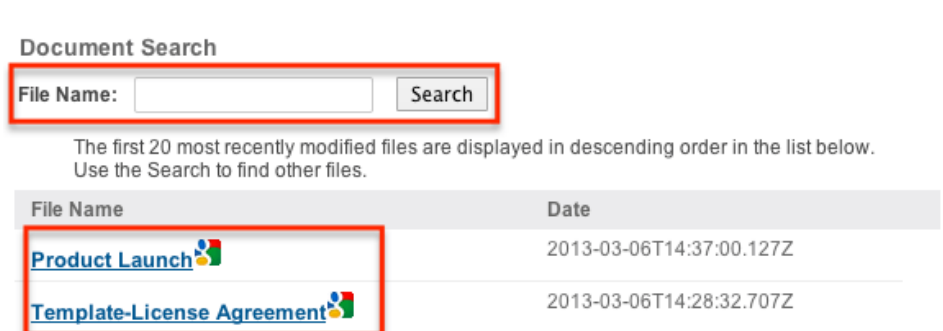 Document Search
File Name: Search
The first 20 most recently modified files are displayed in descending order in the list below.
Use the Search to find other files.
File Name Date
Product Launch 2013-03-06T14:37:00.127Z
Template-License Agreement 2013-03-06T14:28:32.707Z